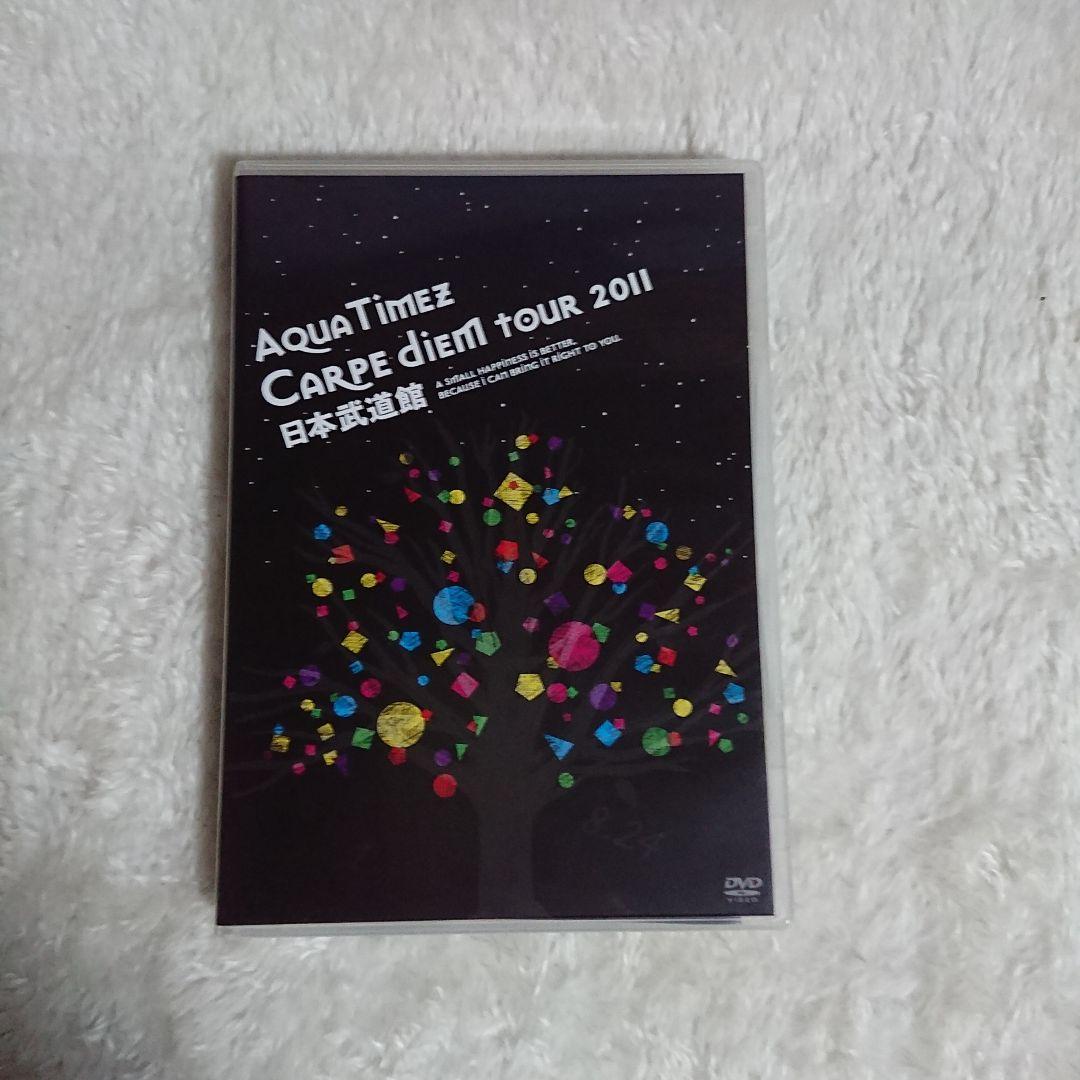 AQUA TIMEZ
CARPE diEM tOUR 2011
日本武道館
A SMALL HAPPINESS iS BETTER,
BECAUSE i CAN BRING iT RiGHT TO YOU.
8.24
DVD
VIDEO